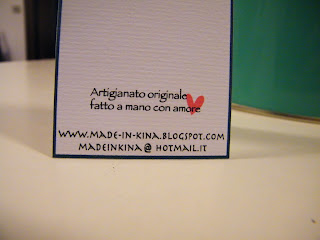 Artigianato originale
fatto a mano con amore
WWW.MADE-IN-KINA.BLOGSPOT.COM
MADEINKINA@ HOTMAIL.IT